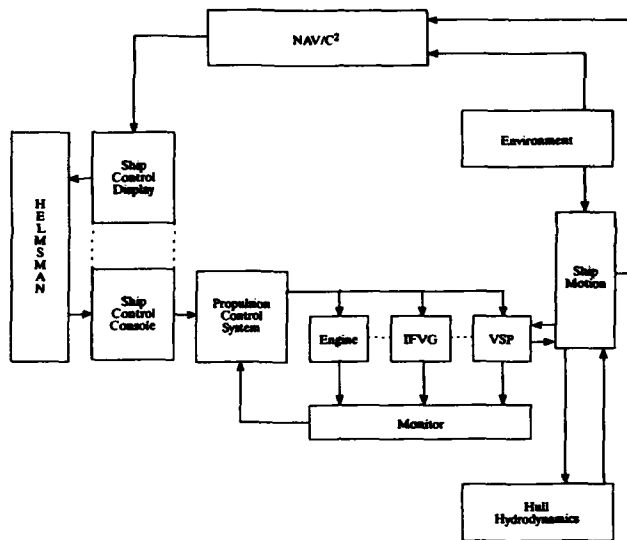 NAV/C²
Environment
HELMSMAN
Ship
Control
Display
Ship
Motion
Ship
Control
Console
Propulsion
Control
System
Engine
IFVG
VSP
Monitor
Hull
Hydrodynamics